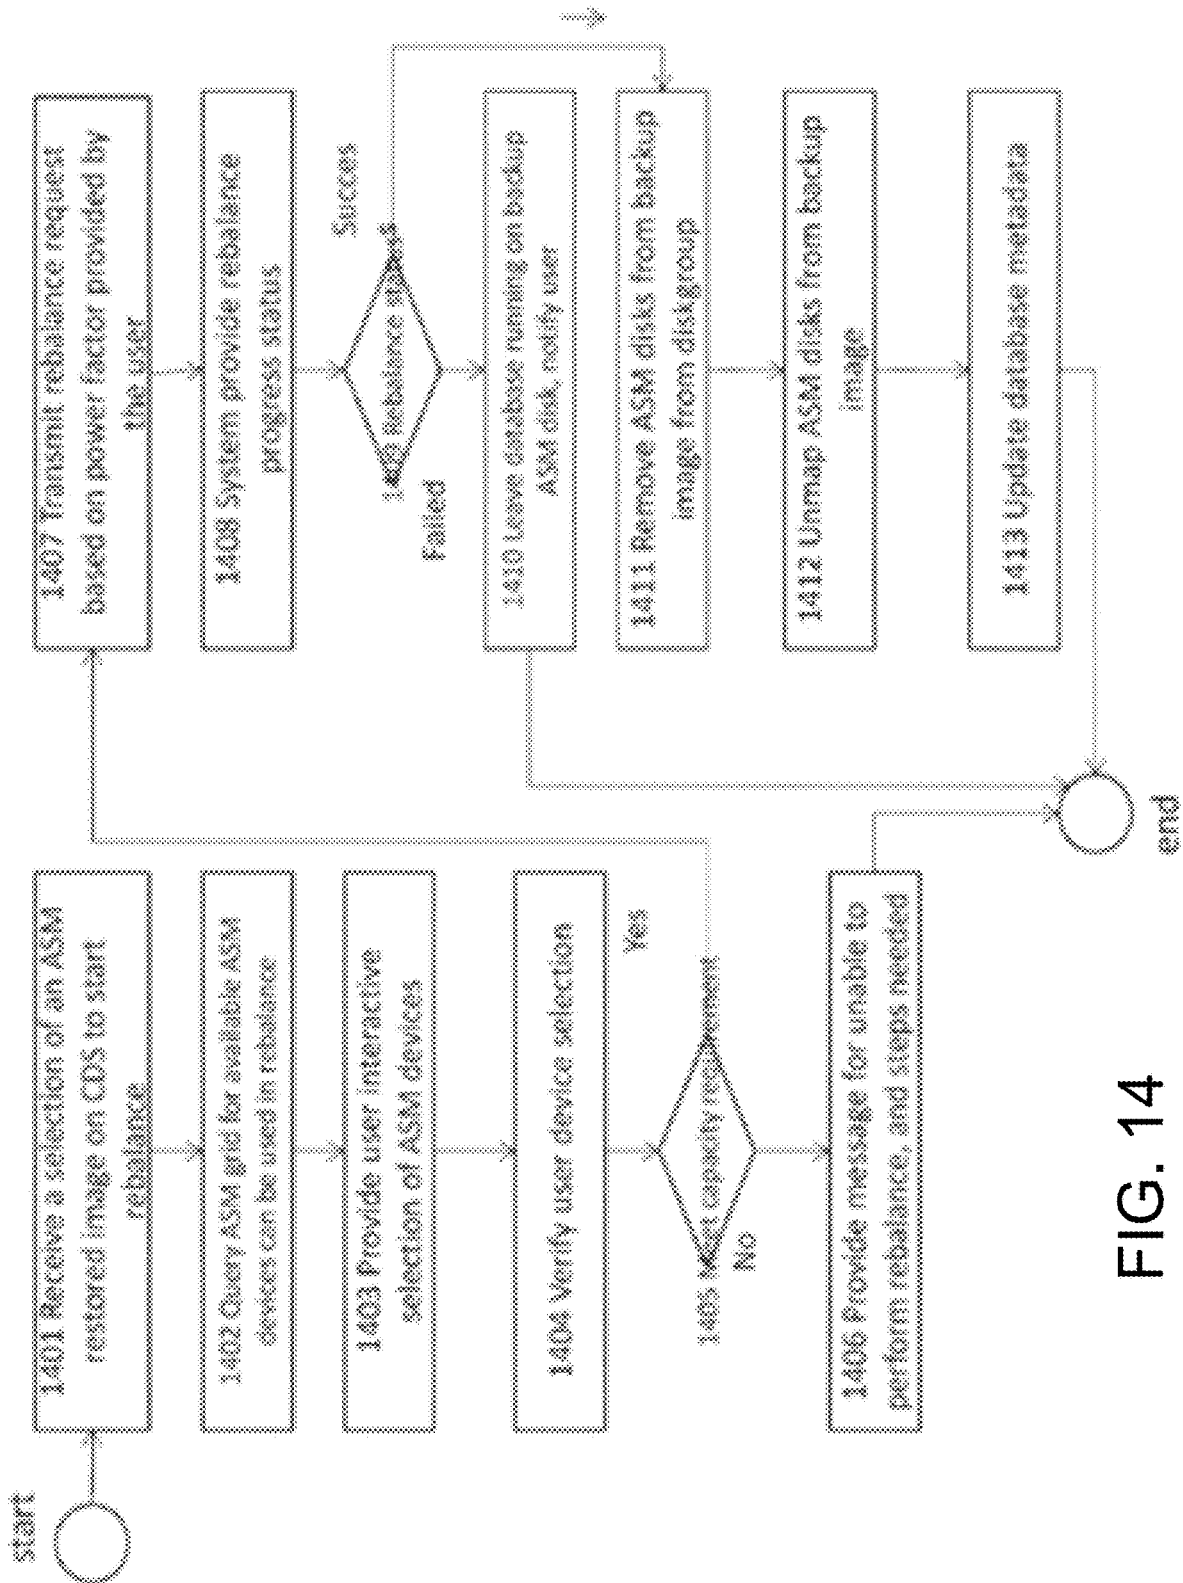 start
1401 Receive a selection of an ASM
restored image on CDS to start
rebalance
1402 Query ASM grid for available ASM
devices can be used in rebalance
1403 Provide user interactive
selection of ASM devices
1404 Verify user device selection
Yes
1405 capacity
No
1406 Provide message for unable to
perform rebalance, and steps needed
1407 Transmit rebalance request
based on power factor provided by
the user
1408 System provide rebalance
progress status
Succes
s
Rebalance
Failed
1410 Leave database running on backup
ASM disk, notify user
1411 Remove ASM disks from backup
image from diskgroup
1412 Unmap ASM disks from backup
image
1413 Update database metadata
end
FIG. 14